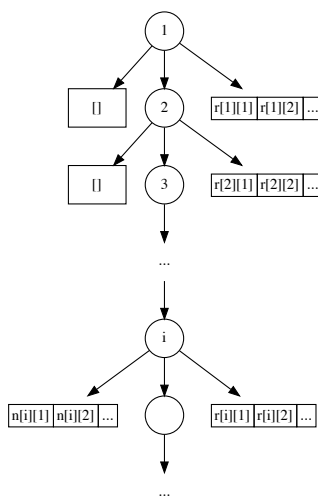 1
[] 2 r[1][1] r[1][2] ...
[] 3 r[2][1] r[2][2] ...
...
i
n[i][1] n[i][2] ... r[i][1] r[i][2] ...
...